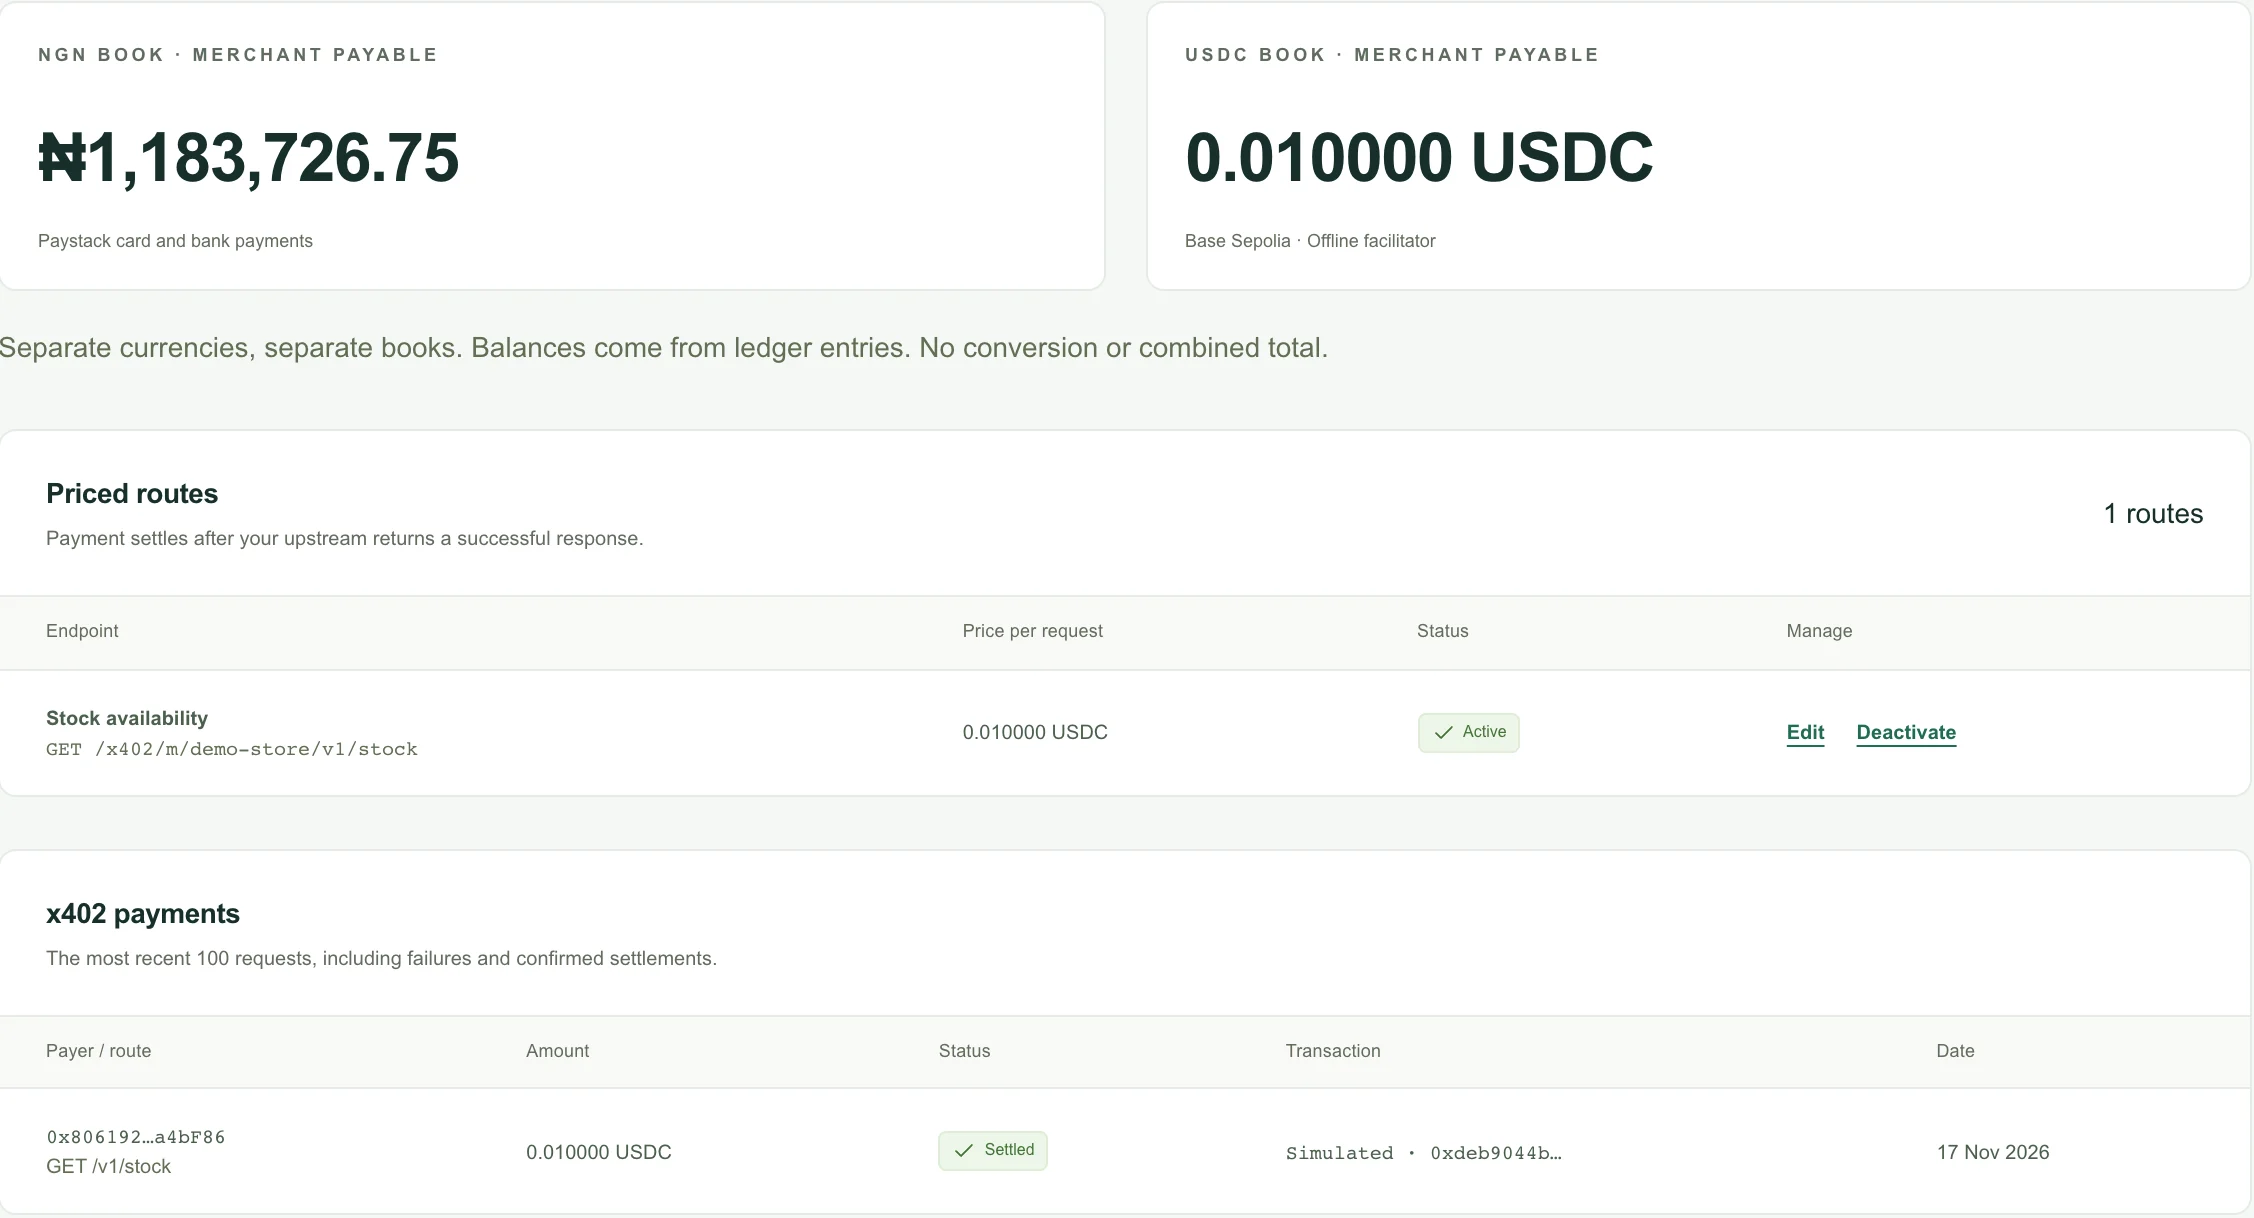 NGN BOOK · MERCHANT PAYABLE
₦1,183,726.75
Paystack card and bank payments
USDC BOOK · MERCHANT PAYABLE
0.010000 USDC
Base Sepolia · Offline facilitator
Separate currencies, separate books. Balances come from ledger entries. No conversion or combined total.
Priced routes
Payment settles after your upstream returns a successful response.
1 routes
Endpoint Price per request Status Manage
Stock availability
GET /x402/m/demo-store/v1/stock
0.010000 USDC
Active
Edit Deactivate
x402 payments
The most recent 100 requests, including failures and confirmed settlements.
Payer / route Amount Status Transaction Date
0x806192…a4bF86
GET /v1/stock
0.010000 USDC
Settled
Simulated · 0xdeb9044b…
17 Nov 2026